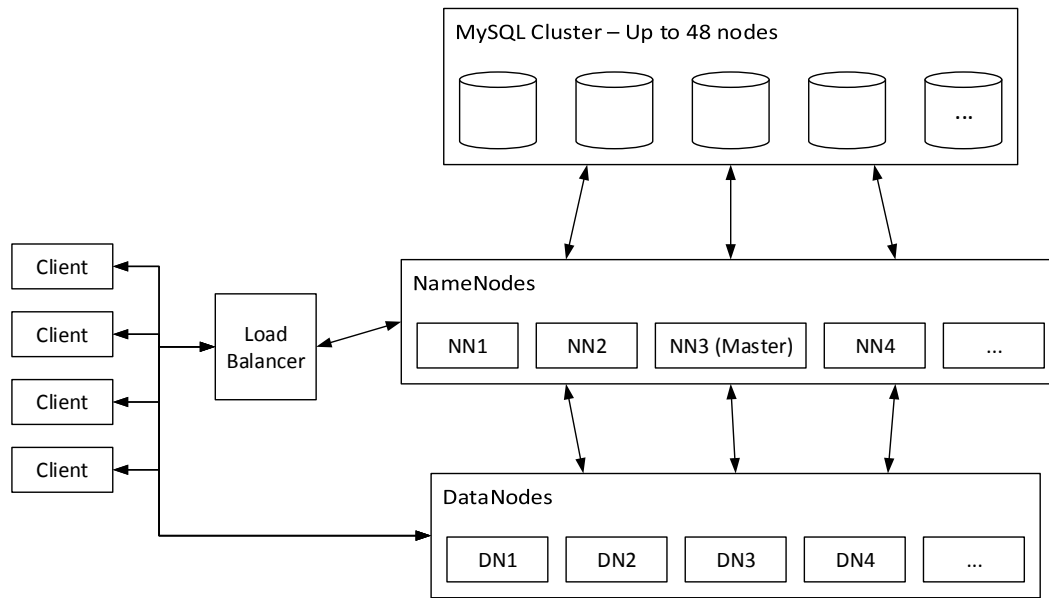 MySQL Cluster – Up to 48 nodes
...
Client
Client
Client
Client
Load
Balancer
NameNodes
NN1
NN2
NN3 (Master)
NN4
...
DataNodes
DN1
DN2
DN3
DN4
...